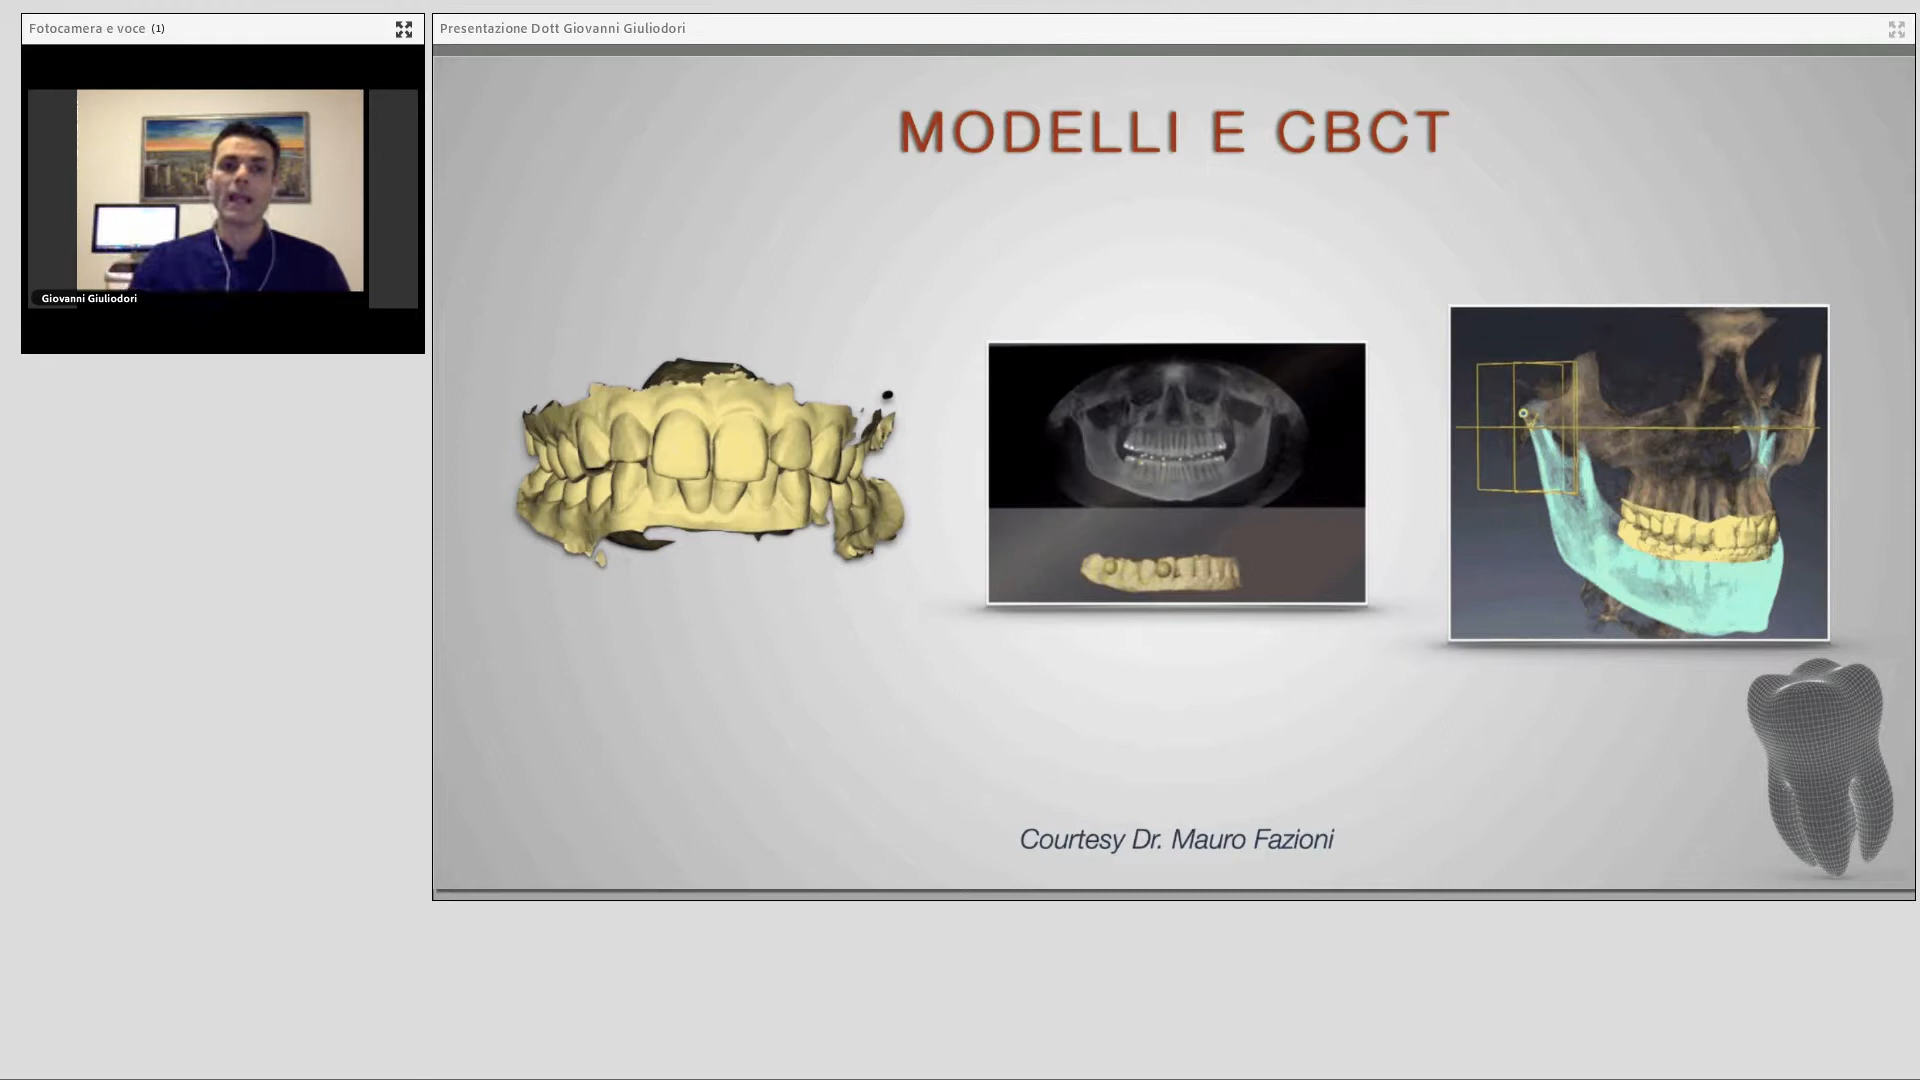 Fotocamera e voce (1)
Presentazione Dott Giovanni Giuliodori
MODELLI E CBCT
Giovanni Giuliodori
Courtesy Dr. Mauro Fazioni